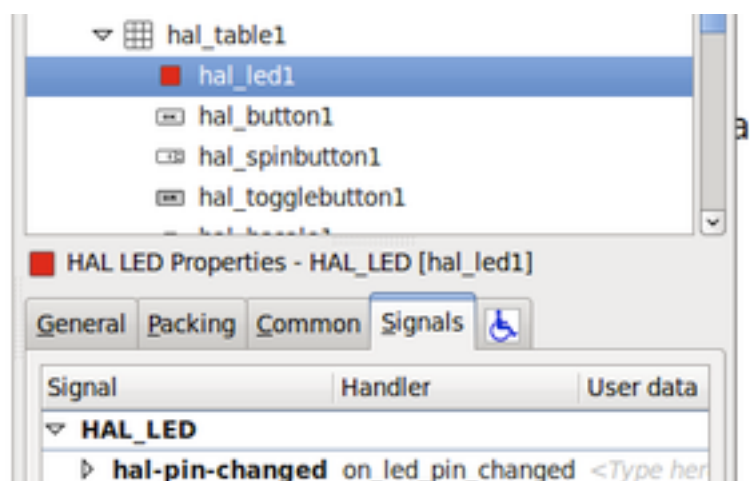 hal_table1
hal_led1
hal_button1
hal_spinbutton1
hal_togglebutton1
HAL LED Properties - HAL_LED [hal_led1]
General Packing Common Signals
Signal Handler User data
HAL_LED
hal-pin-changed on_led_pin_changed <Type her